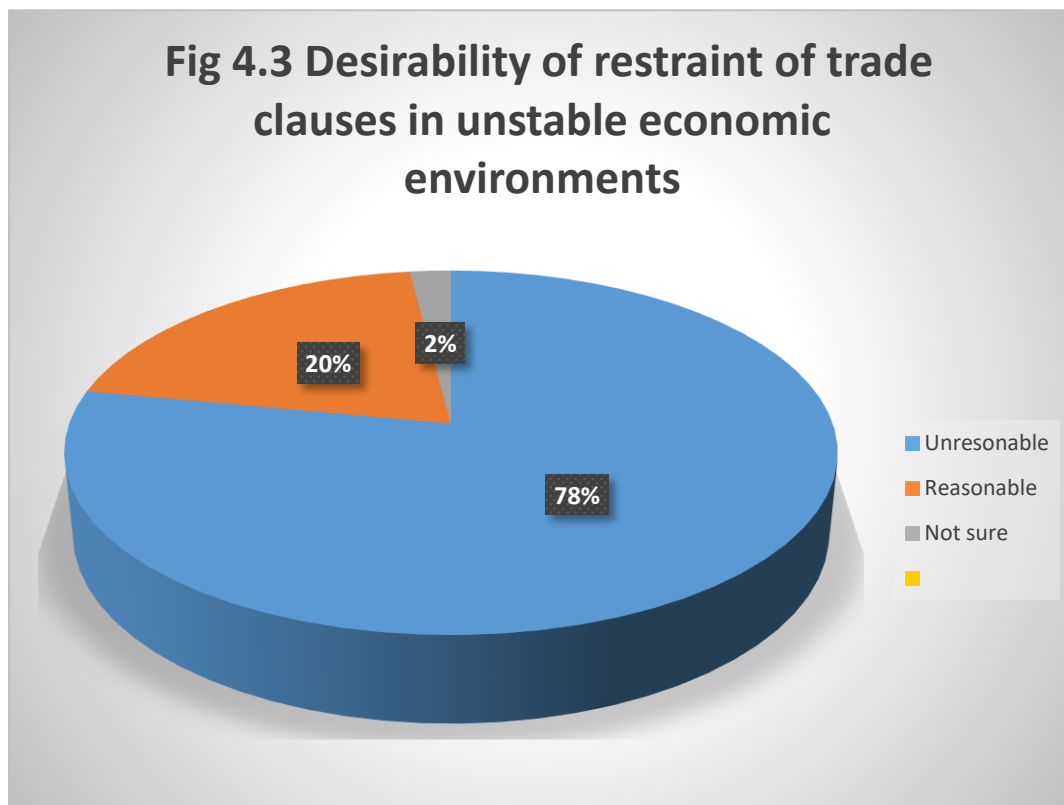 Fig 4.3 Desirability of restraint of trade
clauses in unstable economic
environments
2%
20%
78%
Unresonable
Reasonable
Not sure